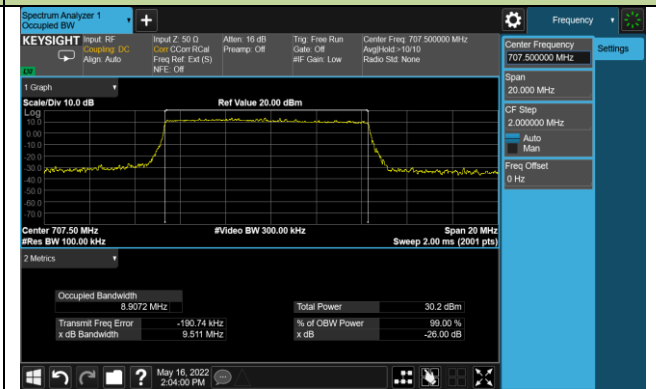 Spectrum Analyzer 1
Occupied BW
Frequency
KEYSIGHT
Input: RF
Coupling: DC
Align: Auto
Input Z: 50 Ω
Corr CCorr RCal
Freq Ref: Ext (S)
NFE: Off
Atten: 16 dB
Preamp: Off
Trig: Free Run
Gate: Off
#IF Gain: Low
Center Freq: 707.500000 MHz
Avg|Hold:>10/10
Radio Std: None
Center Frequency
707.500000 MHz
Settings
Span
20.000 MHz
CF Step
2.000000 MHz
Auto
Man
Freq Offset
0 Hz
1 Graph
Scale/Div 10.0 dB
Ref Value 20.00 dBm
Log
10.0
0.00
-10.0
-20.0
-30.0
-40.0
-50.0
-60.0
-70.0
Center 707.50 MHz
#Video BW 300.00 kHz
Span 20 MHz
#Res BW 100.00 kHz
Sweep 2.00 ms (2001 pts)
2 Metrics
Occupied Bandwidth
8.9072 MHz
Total Power
30.2 dBm
Transmit Freq Error
-190.74 kHz
% of OBW Power
99.00 %
x dB Bandwidth
9.511 MHz
x dB
-26.00 dB
?
May 16, 2022
2:04:00 PM